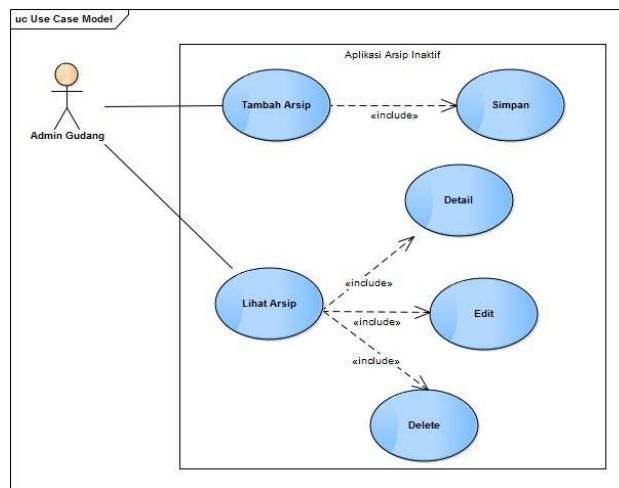 uc Use Case Model
Aplikasi Arsip Inaktif
Admin Gudang
Tambah Arsip
«include»
Simpan
Detail
«include»
Lihat Arsip
«include»
Edit
«include»
Delete